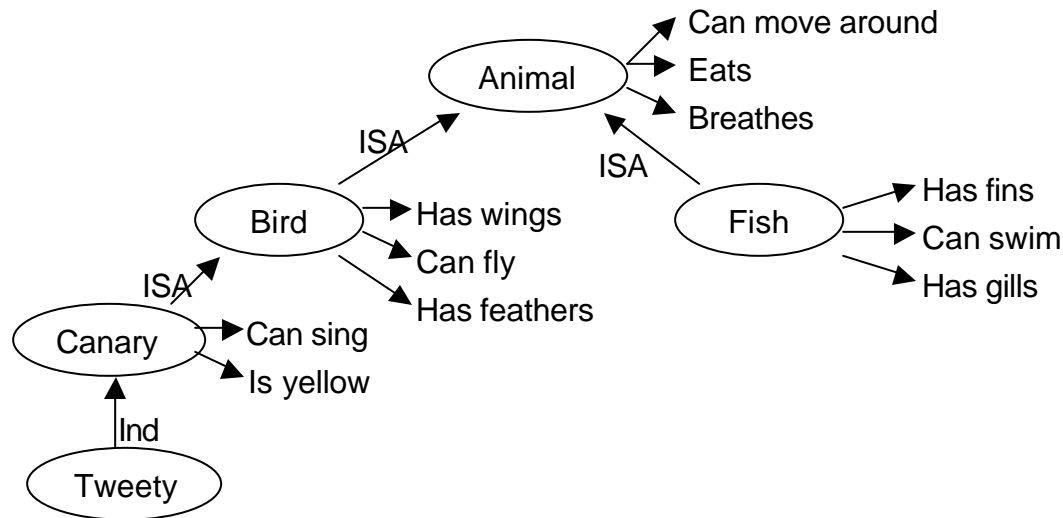 Can move around
Animal
Eats
Breathes
ISA
ISA
Bird
Has wings
Can fly
Has feathers
Fish
Has fins
Can swim
Has gills
ISA
Canary
Can sing
Is yellow
Ind
Tweety